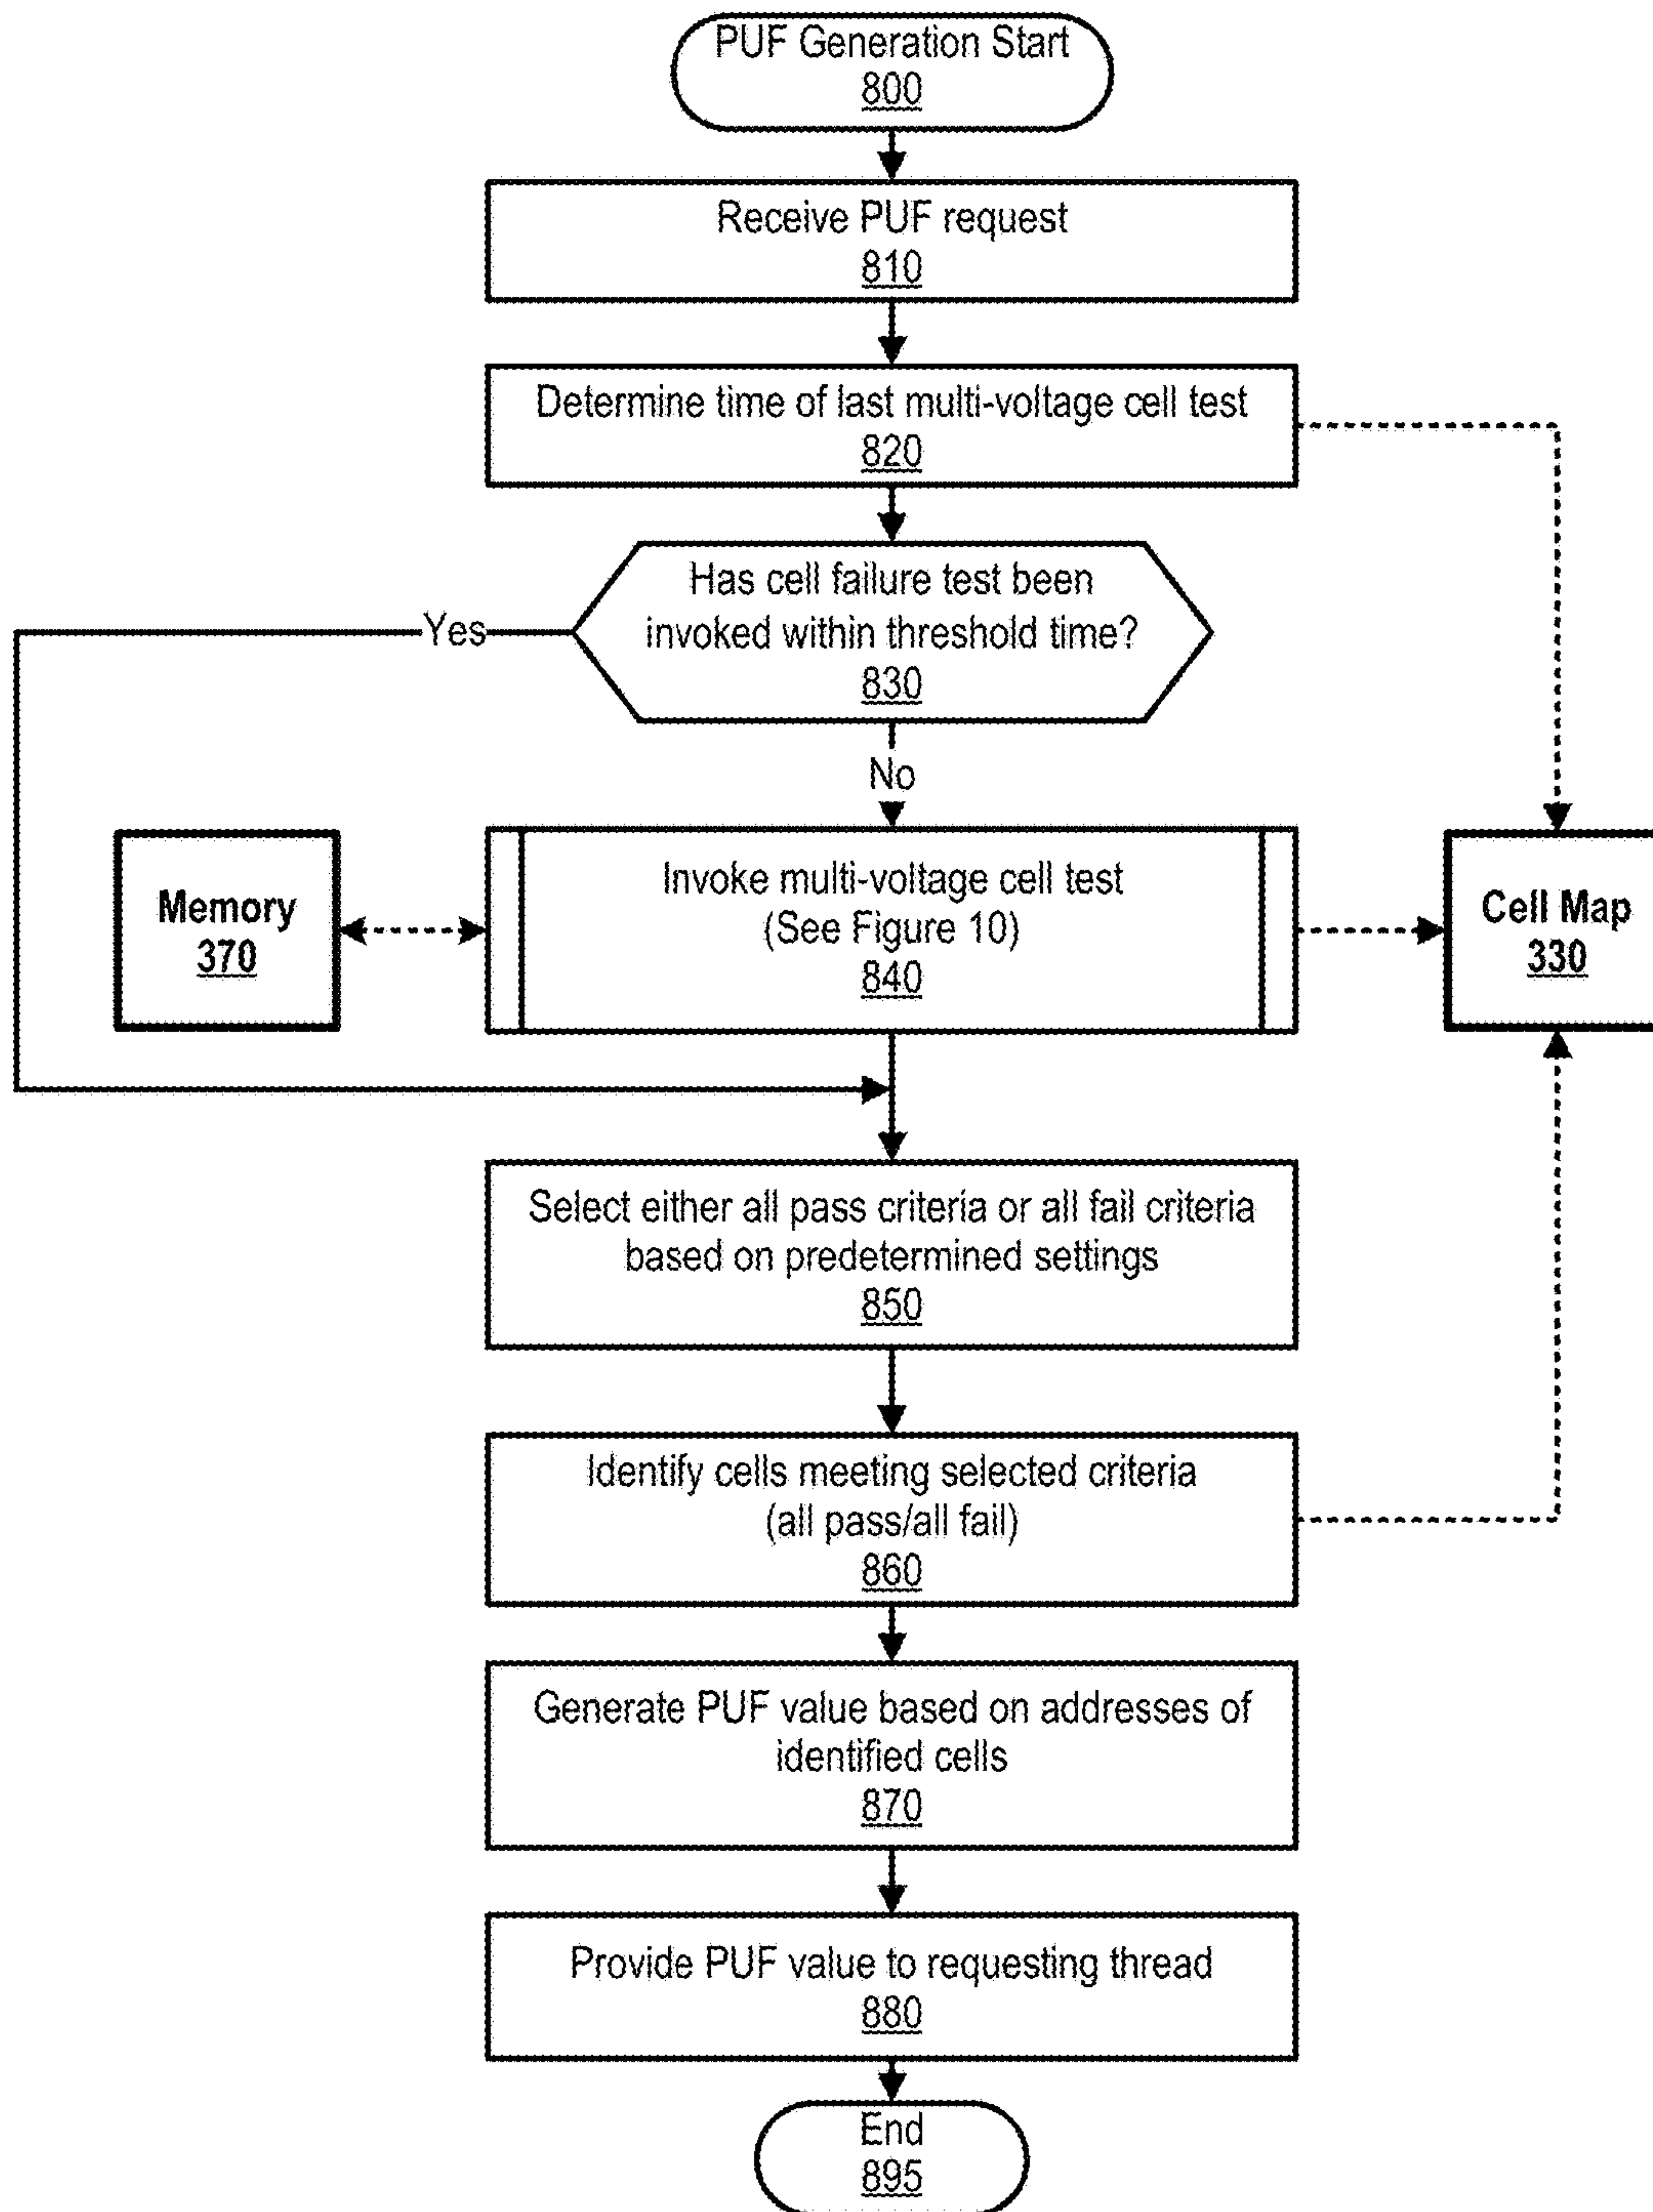 PUF Generation Start
800
Receive PUF request
810
Determine time of last multi-voltage cell test
820
Has cell failure test been
invoked within threshold time?
830
Yes
No
Memory
370
Invoke multi-voltage cell test
(See Figure 10)
840
Cell Map
330
Select either all pass criteria or all fail criteria
based on predetermined settings
850
Identify cells meeting selected criteria
(all pass/all fail)
860
Generate PUF value based on addresses of
identified cells
870
Provide PUF value to requesting thread
880
End
895